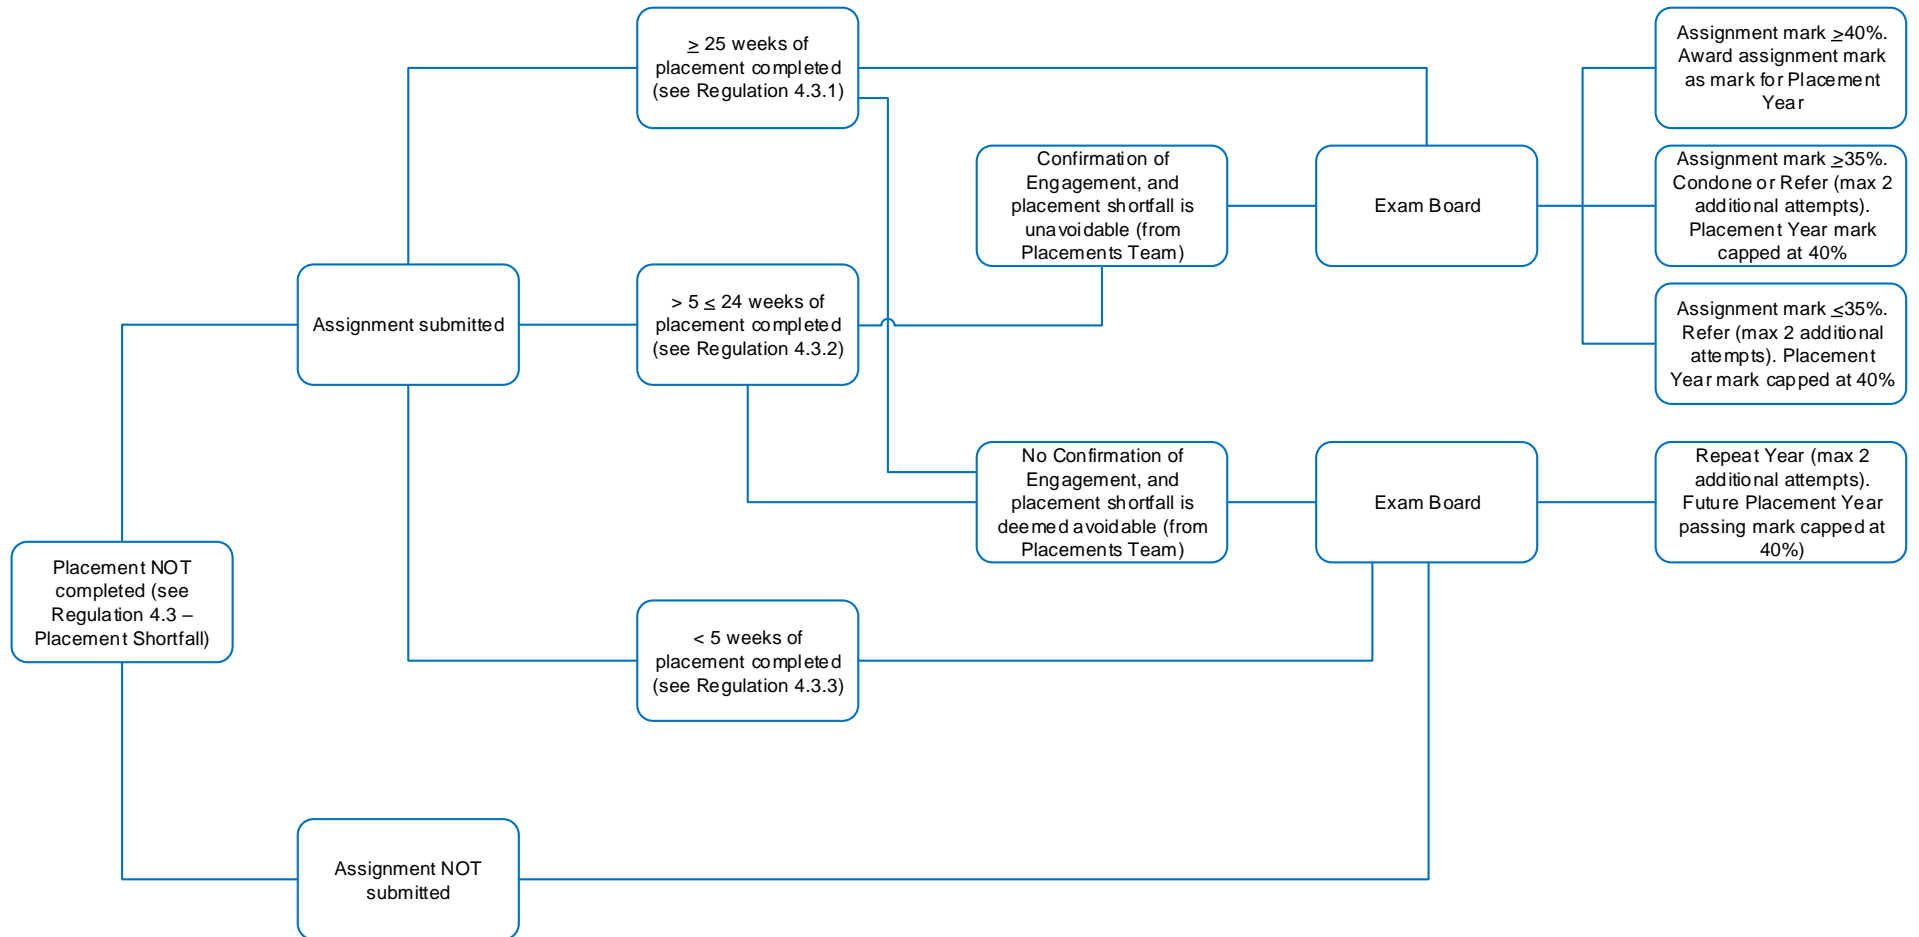 ≥ 25 weeks of
placement completed
(see Regulation 4.3.1)
Assignment mark ≥40%.
Award assignment mark
as mark for Placement
Year
Confirmation of
Engagement, and
placement shortfall is
unavoidable (from
Placements Team)
Exam Board
Assignment mark ≥35%.
Condone or Refer (max 2
additional attempts).
Placement Year mark
capped at 40%
Assignment submitted
> 5 ≤ 24 weeks of
placement completed
(see Regulation 4.3.2)
Assignment mark ≤35%.
Refer (max 2 additional
attempts). Placement
Year mark capped at 40%
No Confirmation of
Engagement, and
placement shortfall is
deemed avoidable (from
Placements Team)
Exam Board
Repeat Year (max 2
additional attempts).
Future Placement Year
passing mark capped at
40%)
Placement NOT
completed (see
Regulation 4.3 –
Placement Shortfall)
< 5 weeks of
placement completed
(see Regulation 4.3.3)
Assignment NOT
submitted